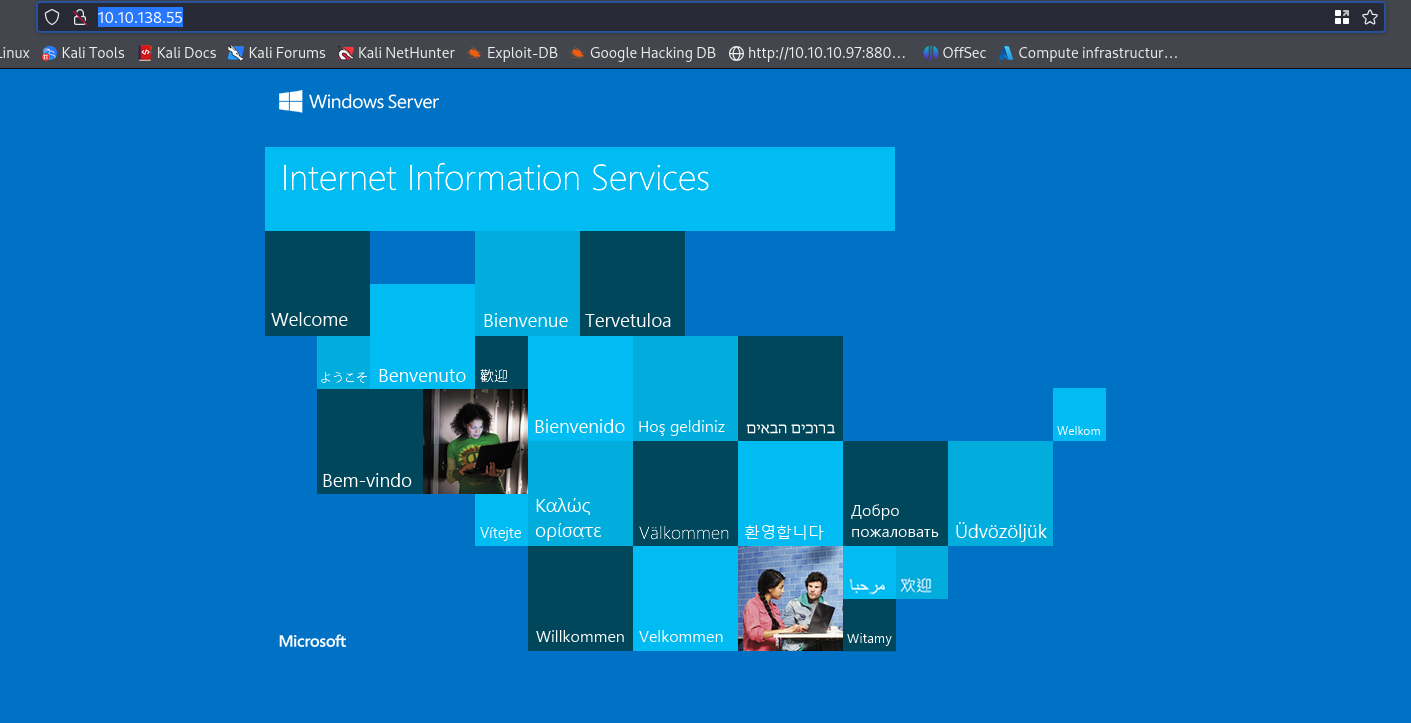 10.10.138.55
Linux Kali Tools Kali Docs Kali Forums Kali NetHunter Exploit-DB Google Hacking DB http://10.10.10.97:880… OffSec Compute infrastructur…
Windows Server
Internet Information Services
Welcome
Bienvenue
Tervetuloa
ようこそ
Benvenuto
歡迎
Bienvenido
Hoş geldiniz
ברוכים הבאים
Welkom
Bem-vindo
Vítejte
Καλώς
ορίσατε
Välkommen
환영합니다
Добро
пожаловать
Üdvözöljük
Willkommen
Velkommen
مرحبا
欢迎
Witamy
Microsoft